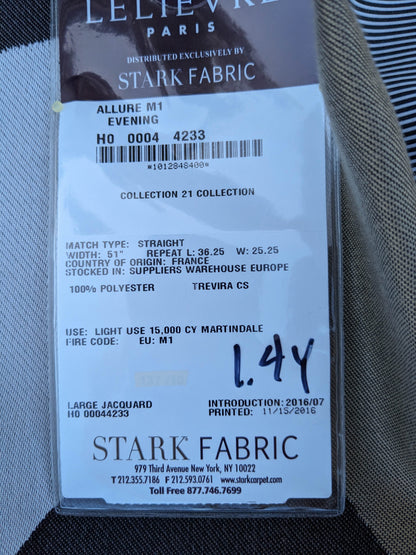 LELIEVRE
PARIS
DISTRIBUTED EXCLUSIVELY BY
STARK FABRIC
ALLURE M1
EVENING
H0 0004 4233
*1012848400*
COLLECTION 21 COLLECTION
MATCH TYPE: STRAIGHT
WIDTH: 51" REPEAT L: 36.25 W: 25.25
COUNTRY OF ORIGIN: FRANCE
STOCKED IN: SUPPLIERS WAREHOUSE EUROPE
100% POLYESTER TREVIRA CS
USE: LIGHT USE 15,000 CY MARTINDALE
FIRE CODE: EU: M1
1.4Y
LARGE JACQUARD INTRODUCTION: 2016/07
H0 00044233 PRINTED: 11/15/2016
STARK FABRIC
979 Third Avenue New York, NY 10022
T 212.355.7186 F 212.593.0761 www.starkcarpet.com
Toll Free 877.746.7699